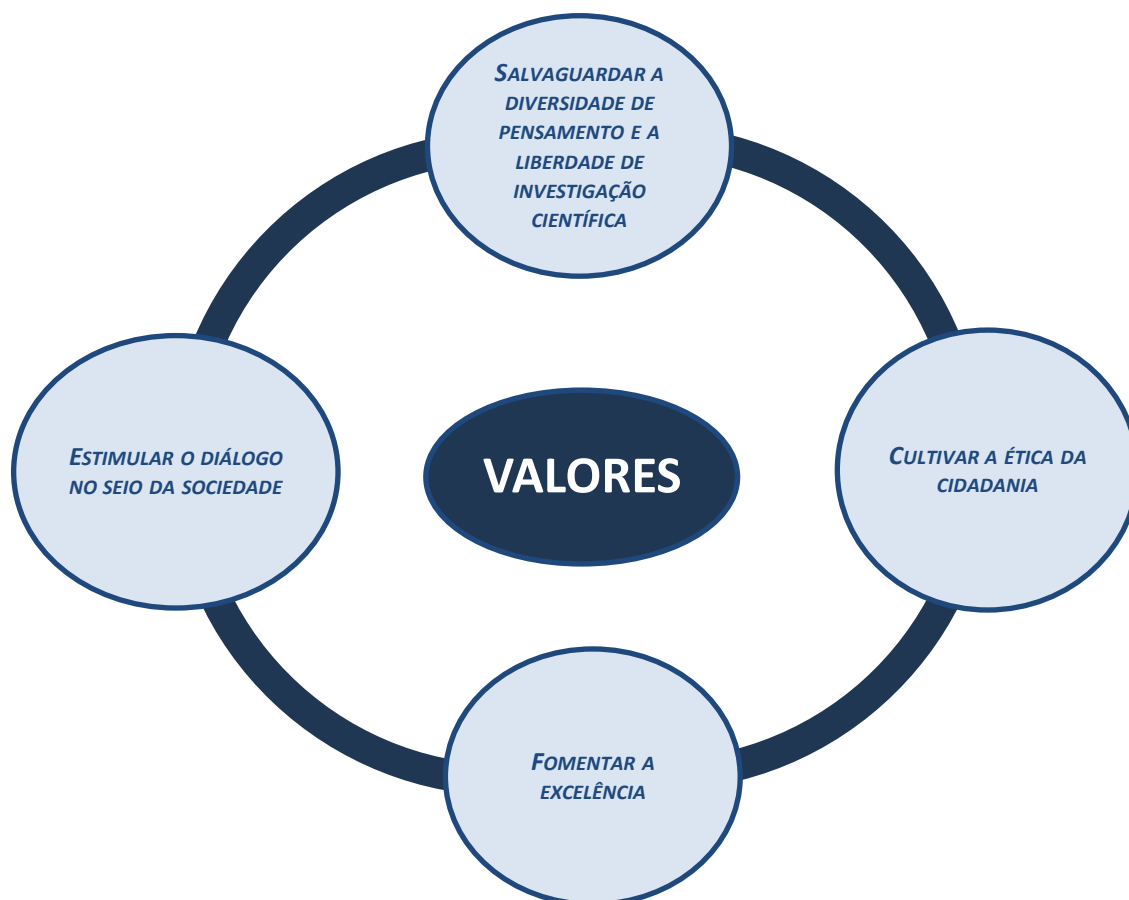 SALVAGUARDAR A
DIVERSIDADE DE
PENSAMENTO E A
LIBERDADE DE
INVESTIGAÇÃO
CIENTÍFICA
ESTIMULAR O DIÁLOGO
NO SEIO DA SOCIEDADE
VALORES
CULTIVAR A ÉTICA DA
CIDADANIA
FOMENTAR A
EXCELÊNCIA